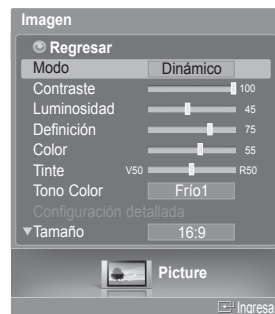 Imagen
Regresar
Modo Dinámico
Contraste 100
Luminosidad 45
Definición 75
Color 55
Tinte V50 R50
Tono Color Frío1
Configuración detallada
▼Tamaño 16:9
Picture
Ingresa